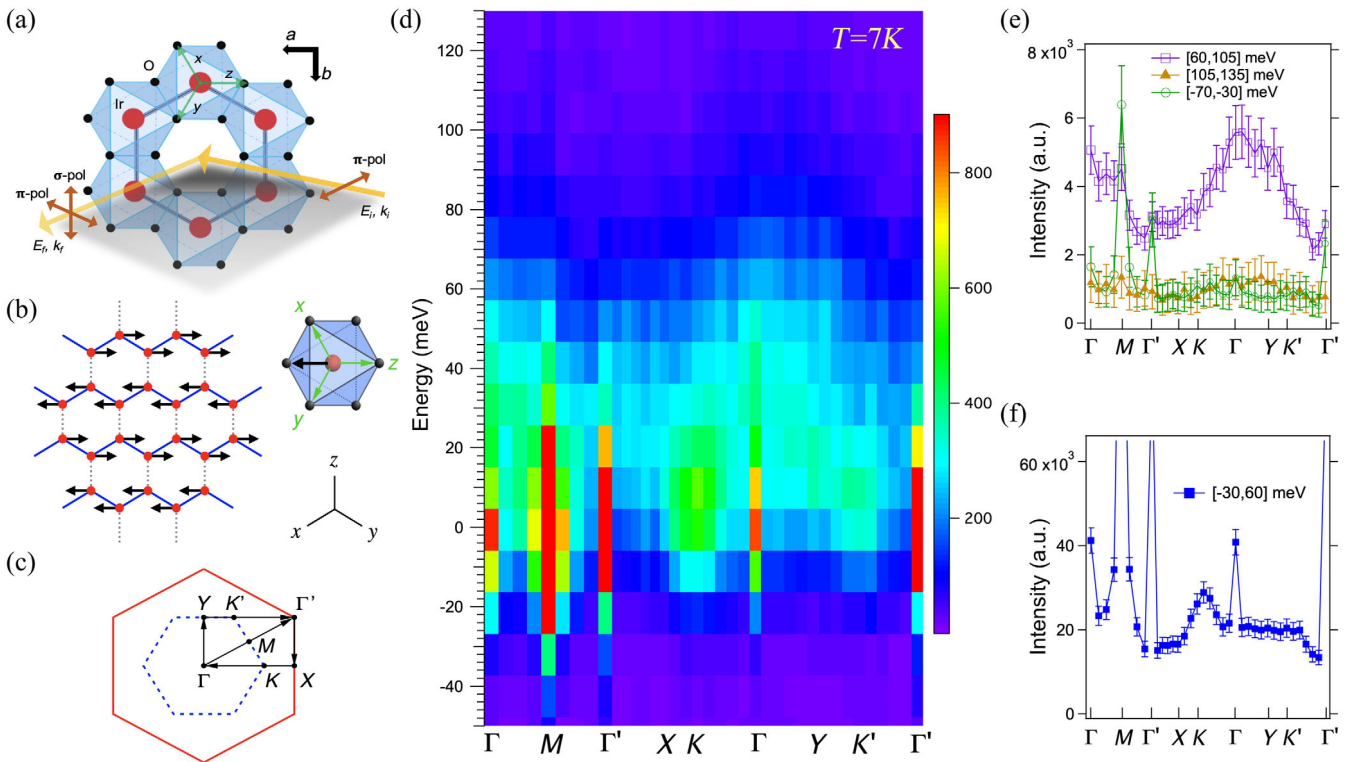 (a)
a
b
O
x
z
y
Ir
σ-pol
π-pol
π-pol
E_f, k_f
E_i, k_i
(b)
x
z
y
z
x
y
(c)
Y
K'
Γ'
M
Γ
K
X
(d)
T=7K
Energy (meV)
120
100
80
60
40
20
0
-20
-40
Γ
M
Γ'
X
K
Γ
Y
K'
Γ'
800
600
400
200
(e)
Intensity (a.u.)
8 x10³
6
4
2
0
[60,105] meV
[105,135] meV
[-70,-30] meV
Γ
M
Γ'
X
K
Γ
Y
K'
Γ'
(f)
Intensity (a.u.)
60 x10³
40
20
0
[-30,60] meV
Γ
M
Γ'
X
K
Γ
Y
K'
Γ'